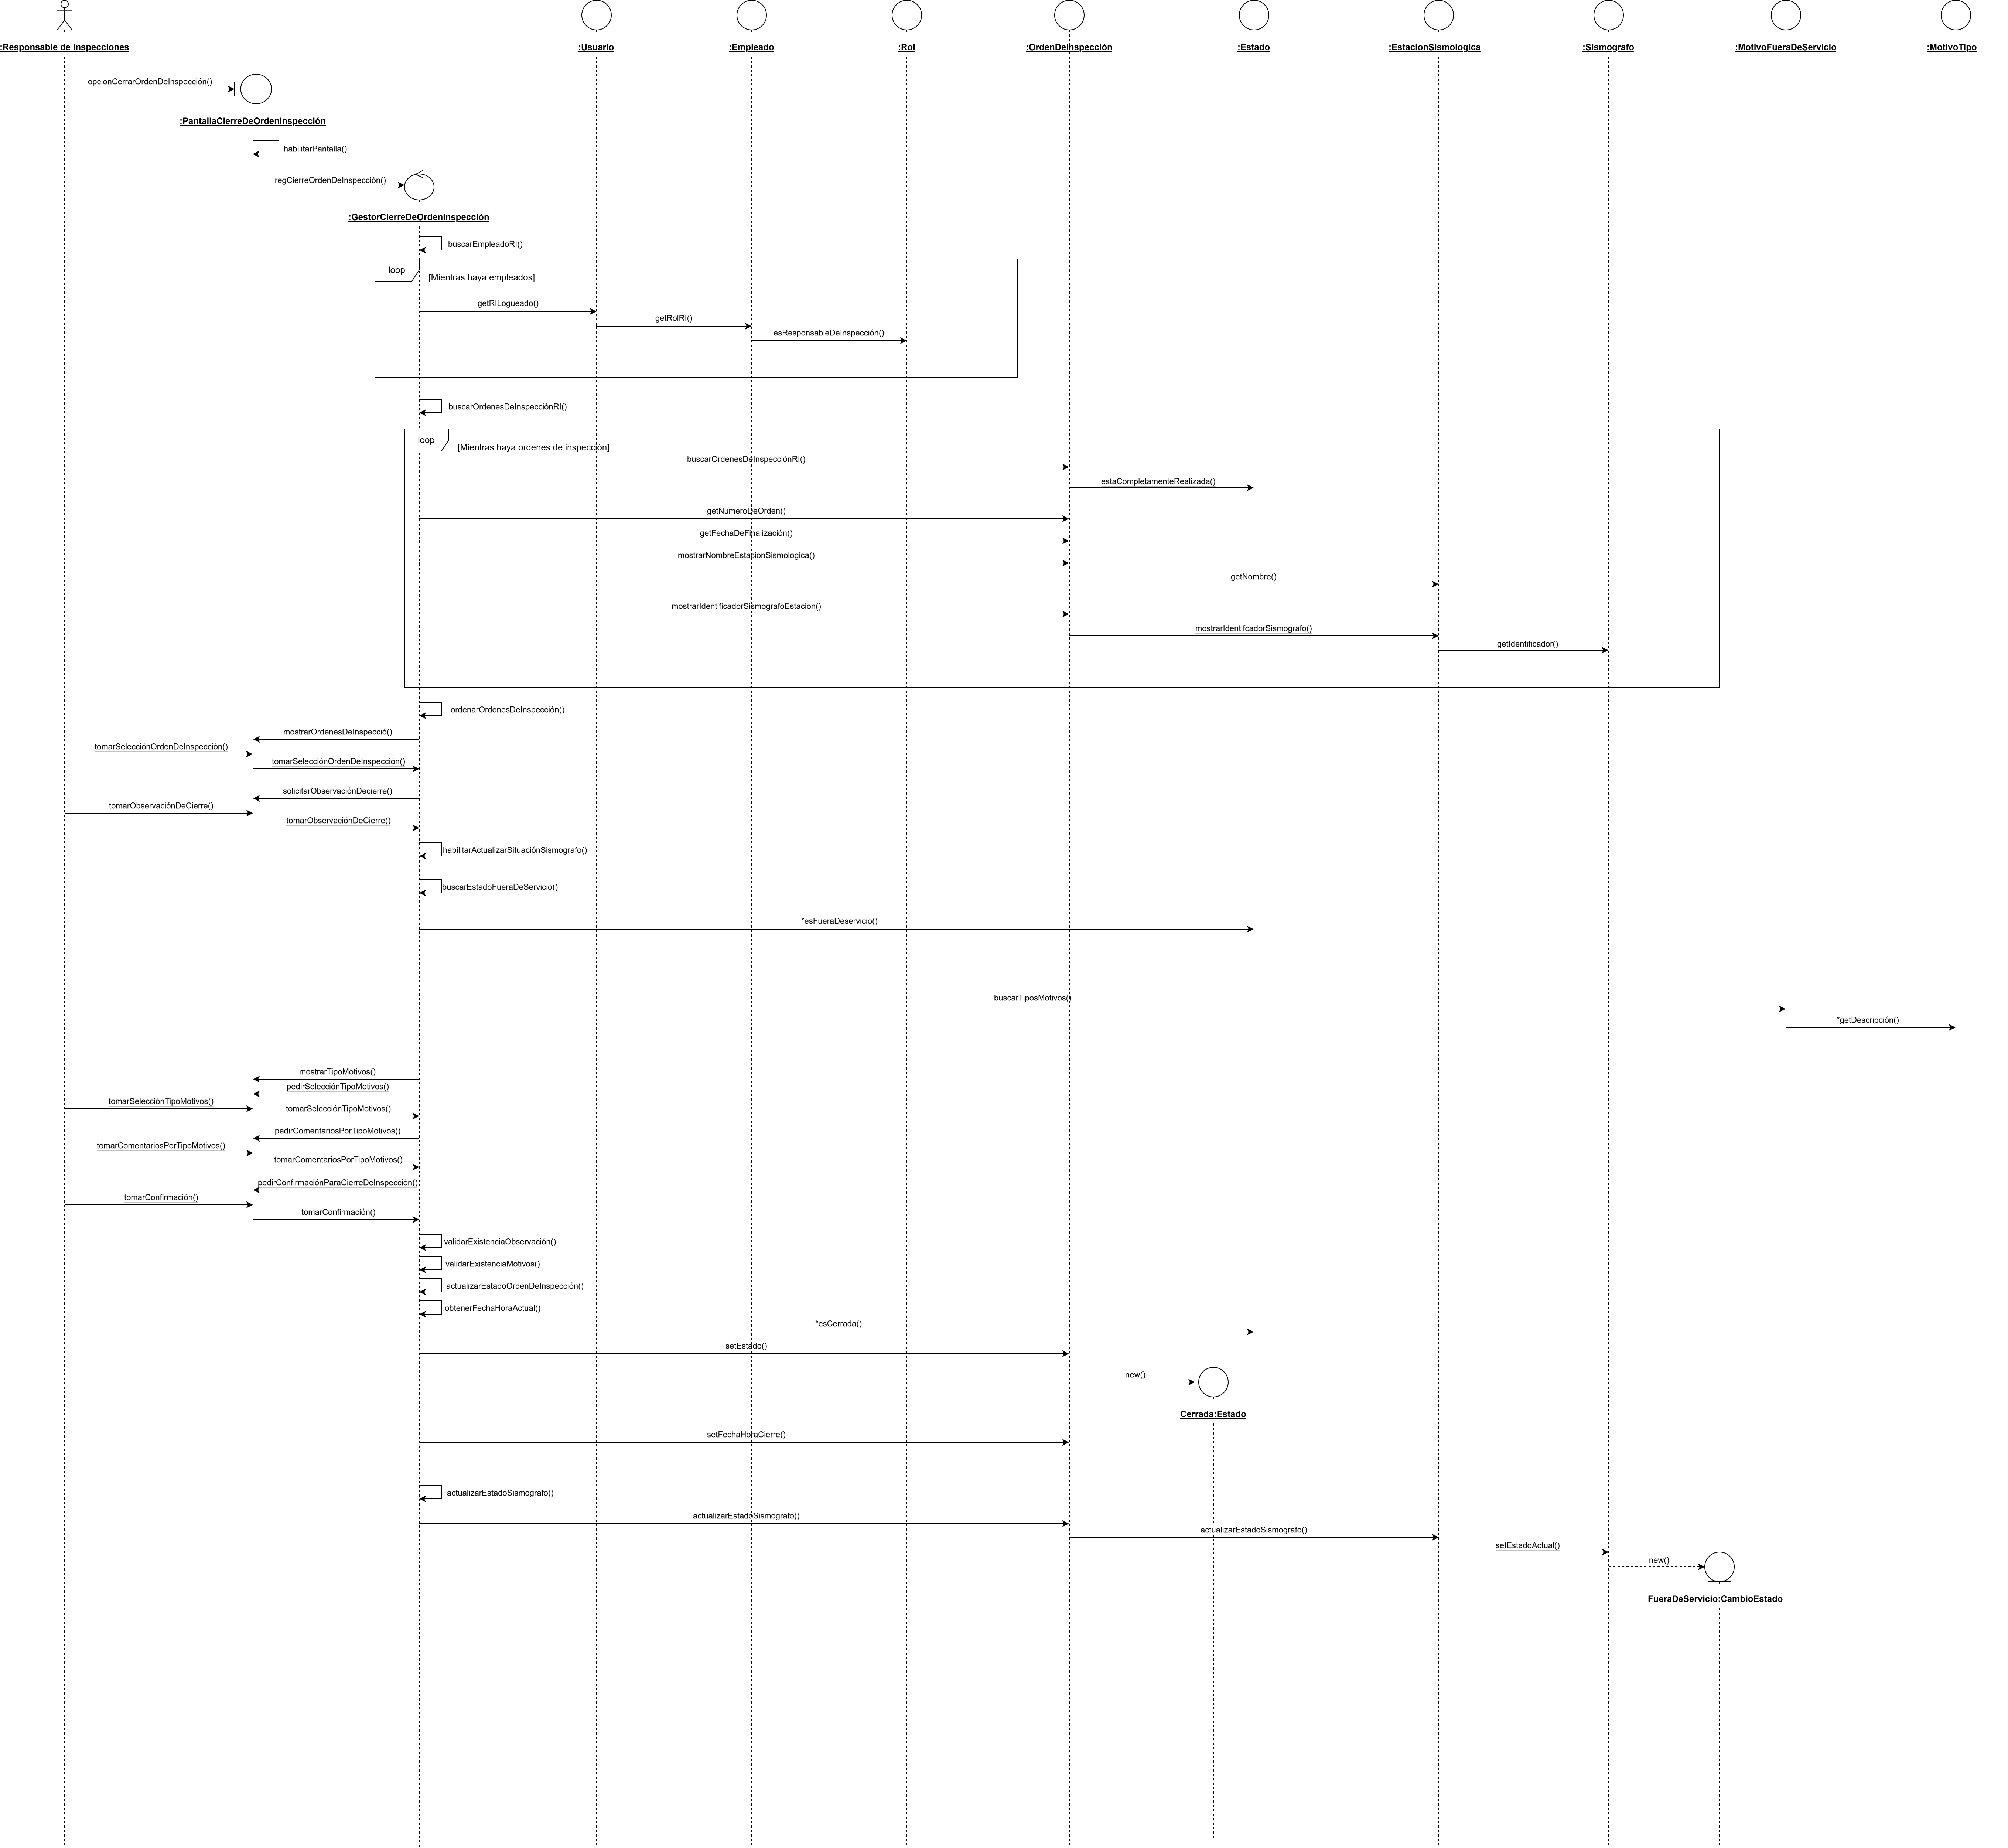 :Responsable de Inspecciones
:Usuario
:Empleado
:Rol
:OrdenDeInspección
:Estado
:EstacionSismologica
:Sismografo
:MotivoFueraDeServicio
:MotivoTipo
opcionCerrarOrdenDeInspección()
:PantallaCierreDeOrdenInspección
habilitarPantalla()
regCierreOrdenDeInspección()
:GestorCierreDeOrdenInspección
buscarEmpleadoRI()
loop
[Mientras haya empleados]
getRILogueado()
getRolRI()
esResponsableDeInspección()
buscarOrdenesDeInspecciónRI()
loop
[Mientras haya ordenes de inspección]
buscarOrdenesDeInspecciónRI()
estaCompletamenteRealizada()
getNumeroDeOrden()
getFechaDeFinalización()
mostrarNombreEstacionSismologica()
getNombre()
mostrarIdentificadorSismografoEstacion()
mostrarIdentifcadorSismografo()
getIdentificador()
ordenarOrdenesDeInspección()
mostrarOrdenesDeInspecció()
tomarSelecciónOrdenDeInspección()
tomarSelecciónOrdenDeInspección()
solicitarObservaciónDecierre()
tomarObservaciónDeCierre()
tomarObservaciónDeCierre()
habilitarActualizarSituaciónSismografo()
buscarEstadoFueraDeServicio()
*esFueraDeservicio()
buscarTiposMotivos()
*getDescripción()
mostrarTipoMotivos()
pedirSelecciónTipoMotivos()
tomarSelecciónTipoMotivos()
tomarSelecciónTipoMotivos()
pedirComentariosPorTipoMotivos()
tomarComentariosPorTipoMotivos()
tomarComentariosPorTipoMotivos()
pedirConfirmaciónParaCierreDeInspección()
tomarConfirmación()
tomarConfirmación()
validarExistenciaObservación()
validarExistenciaMotivos()
actualizarEstadoOrdenDeInspección()
obtenerFechaHoraActual()
*esCerrada()
setEstado()
new()
Cerrada:Estado
setFechaHoraCierre()
actualizarEstadoSismografo()
actualizarEstadoSismografo()
actualizarEstadoSismografo()
setEstadoActual()
new()
FueraDeServicio:CambioEstado